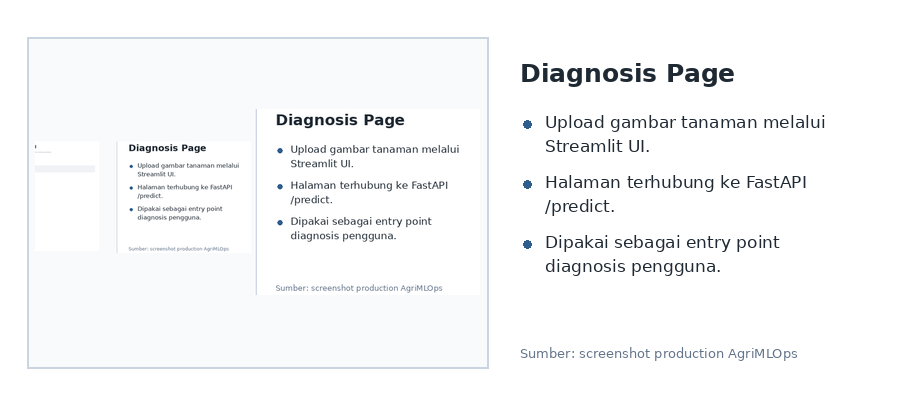 Diagnosis Page
Upload gambar tanaman melalui
Streamlit UI.
Halaman terhubung ke FastAPI
/predict.
Dipakai sebagai entry point
diagnosis pengguna.
Sumber: screenshot production AgriMLOps
Diagnosis Page
Upload gambar tanaman melalui
Streamlit UI.
Halaman terhubung ke FastAPI
/predict.
Dipakai sebagai entry point
diagnosis pengguna.
Sumber: screenshot production AgriMLOps
Diagnosis Page
Upload gambar tanaman melalui
Streamlit UI.
Halaman terhubung ke FastAPI
/predict.
Dipakai sebagai entry point
diagnosis pengguna.
Sumber: screenshot production AgriMLOps